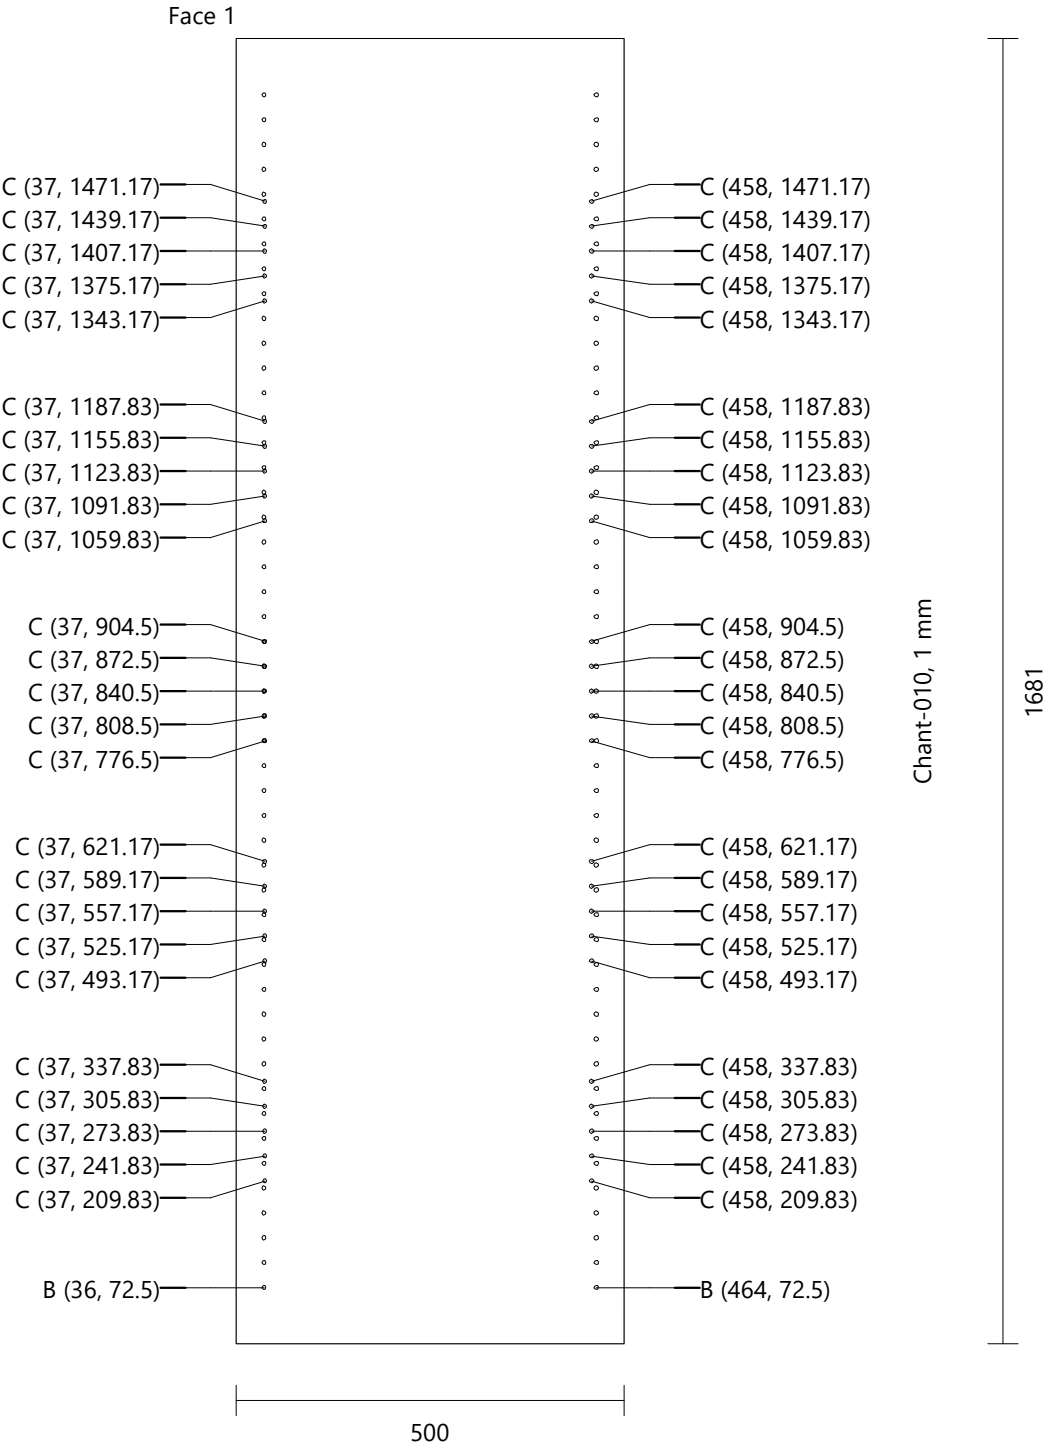 Face 1
C (37, 1471.17)
C (37, 1439.17)
C (37, 1407.17)
C (37, 1375.17)
C (37, 1343.17)
C (37, 1187.83)
C (37, 1155.83)
C (37, 1123.83)
C (37, 1091.83)
C (37, 1059.83)
C (37, 904.5)
C (37, 872.5)
C (37, 840.5)
C (37, 808.5)
C (37, 776.5)
C (37, 621.17)
C (37, 589.17)
C (37, 557.17)
C (37, 525.17)
C (37, 493.17)
C (37, 337.83)
C (37, 305.83)
C (37, 273.83)
C (37, 241.83)
C (37, 209.83)
B (36, 72.5)
C (458, 1471.17)
C (458, 1439.17)
C (458, 1407.17)
C (458, 1375.17)
C (458, 1343.17)
C (458, 1187.83)
C (458, 1155.83)
C (458, 1123.83)
C (458, 1091.83)
C (458, 1059.83)
C (458, 904.5)
C (458, 872.5)
C (458, 840.5)
C (458, 808.5)
C (458, 776.5)
C (458, 621.17)
C (458, 589.17)
C (458, 557.17)
C (458, 525.17)
C (458, 493.17)
C (458, 337.83)
C (458, 305.83)
C (458, 273.83)
C (458, 241.83)
C (458, 209.83)
B (464, 72.5)
Chant-010, 1 mm
1681
500